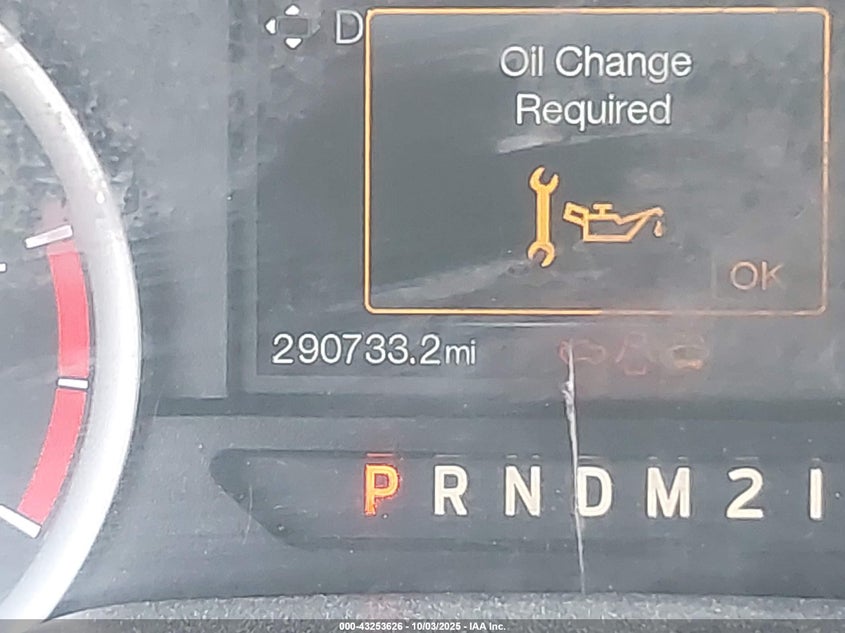 D
Oil Change
Required
OK
290733.2mi
P R N D M 2 1
000-43253626 - 10/03/2025 - IAA Inc.